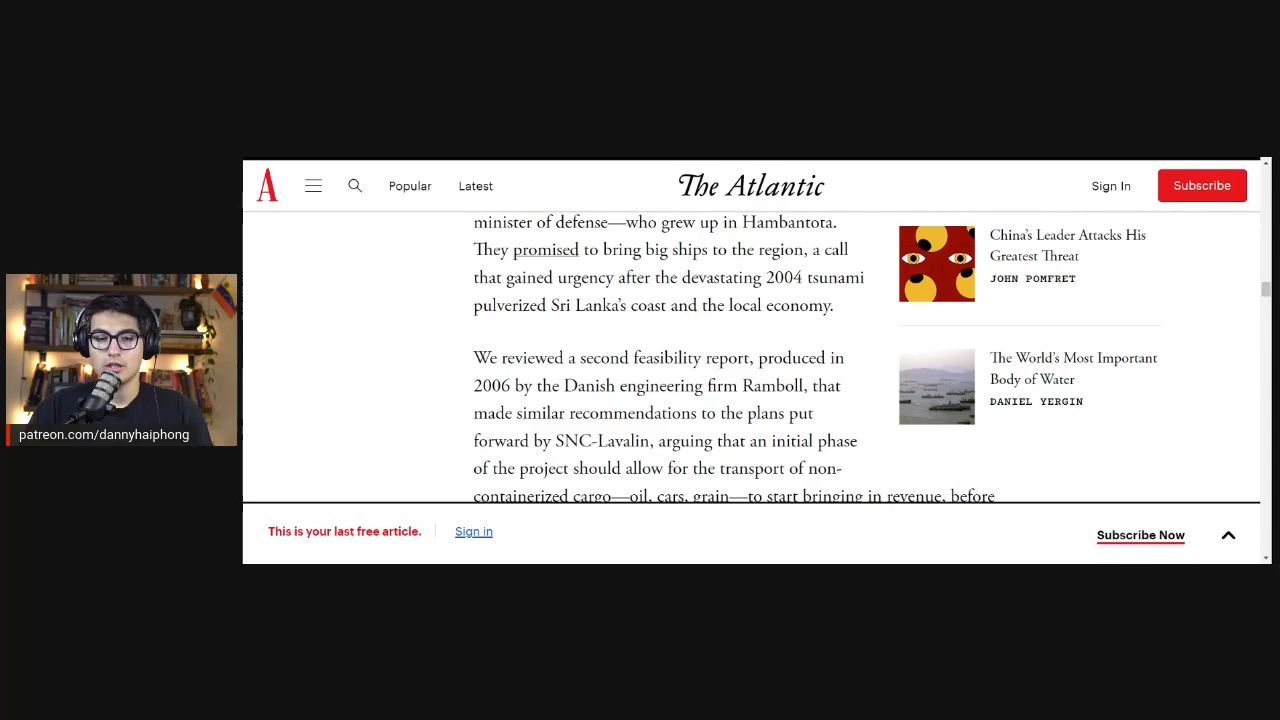 A
Popular
Latest
The Atlantic
Sign In
Subscribe
minister of defense—who grew up in Hambantota.
They promised to bring big ships to the region, a call
that gained urgency after the devastating 2004 tsunami
pulverized Sri Lanka's coast and the local economy.
We reviewed a second feasibility report, produced in
2006 by the Danish engineering firm Ramboll, that
made similar recommendations to the plans put
forward by SNC-Lavalin, arguing that an initial phase
of the project should allow for the transport of non-
containerized cargo—oil, cars, grain—to start bringing in revenue, before
China's Leader Attacks His
Greatest Threat
JOHN POMFRET
The World's Most Important
Body of Water
DANIEL YERGIN
patreon.com/dannyhaiphong
This is your last free article.
Sign in
Subscribe Now